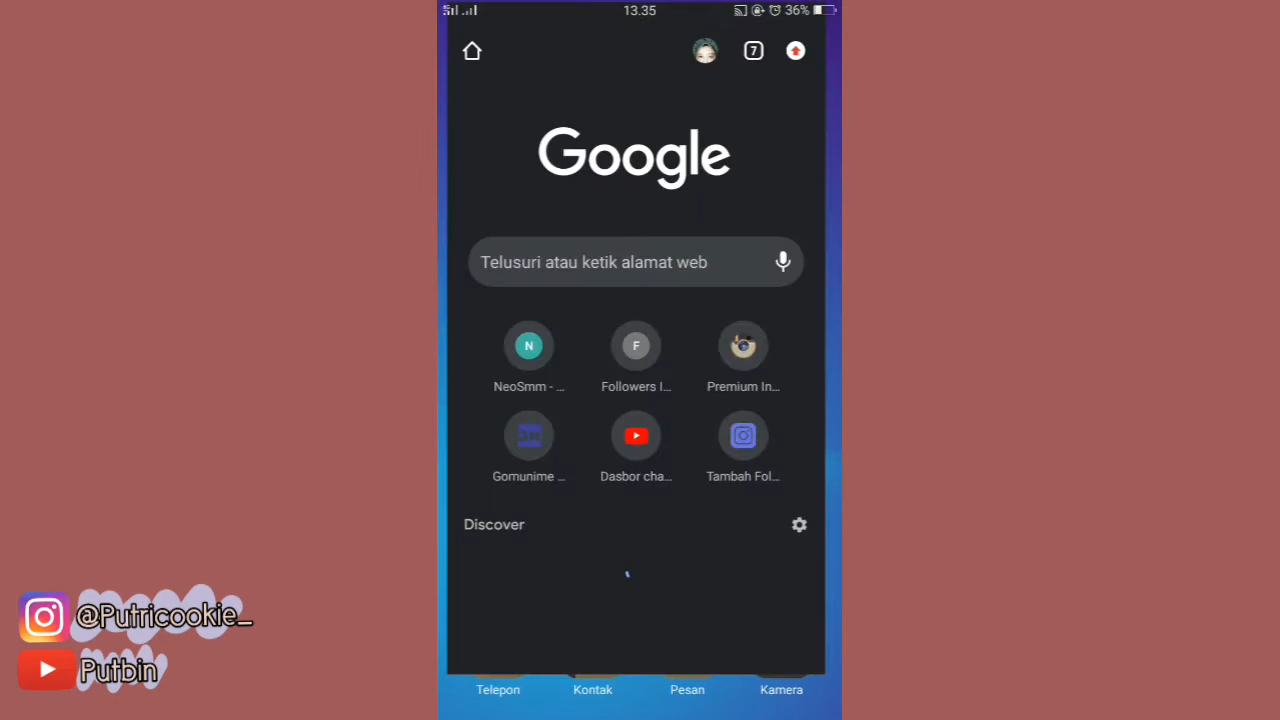 13.35
36%
7
Google
Telusuri atau ketik alamat web
N
F
NeoSmm - ...
Followers I...
Premium In...
Gomunime ...
Dasbor cha...
Tambah Fol...
Discover
@Putricookie_
Putbin
Telepon
Kontak
Pesan
Kamera